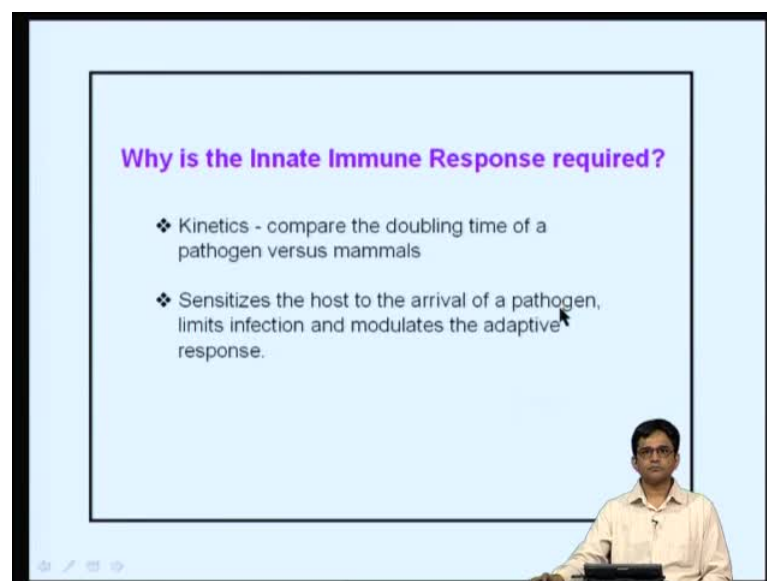 Why is the Innate Immune Response required?
❖ Kinetics - compare the doubling time of a
pathogen versus mammals
❖ Sensitizes the host to the arrival of a pathogen,
limits infection and modulates the adaptive
response.